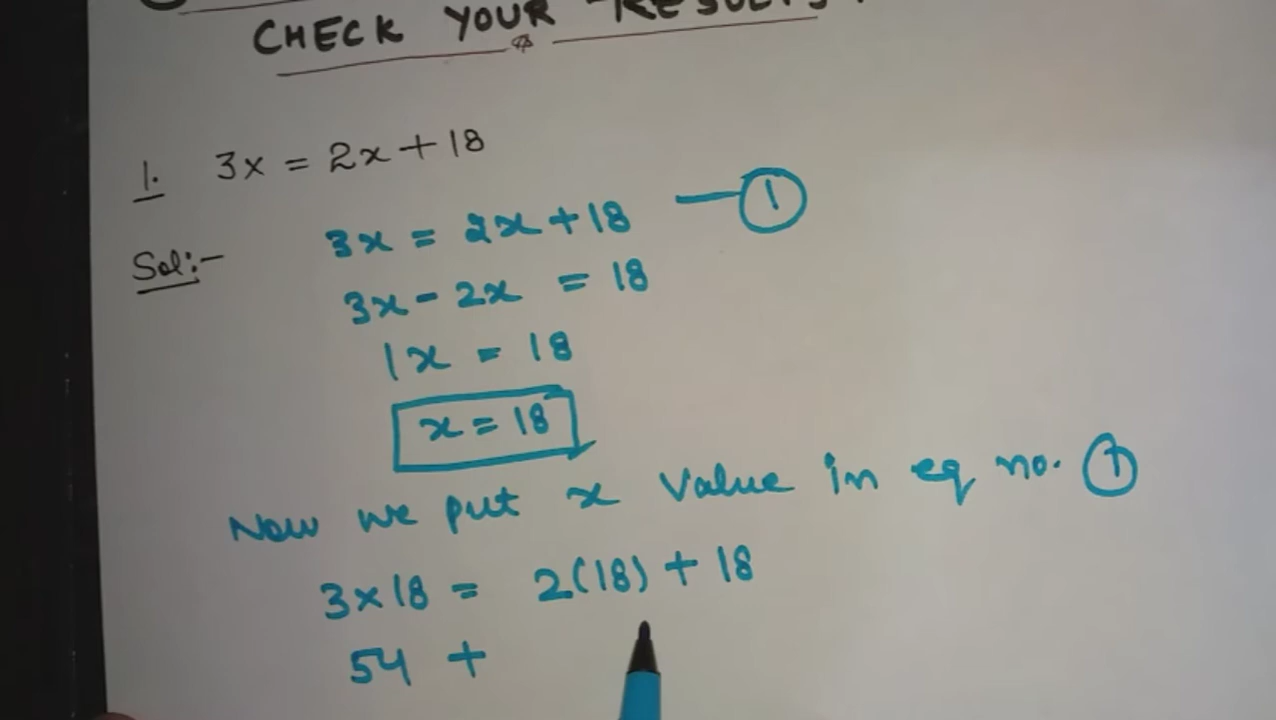 CHECK YOUR RESULTS.
1. 3x = 2x + 18
Sol:- 3x = 2x + 18 — ①
3x - 2x = 18
1x = 18
x = 18
Now we put x value in eq no. ①
3 × 18 = 2(18) + 18
54 +